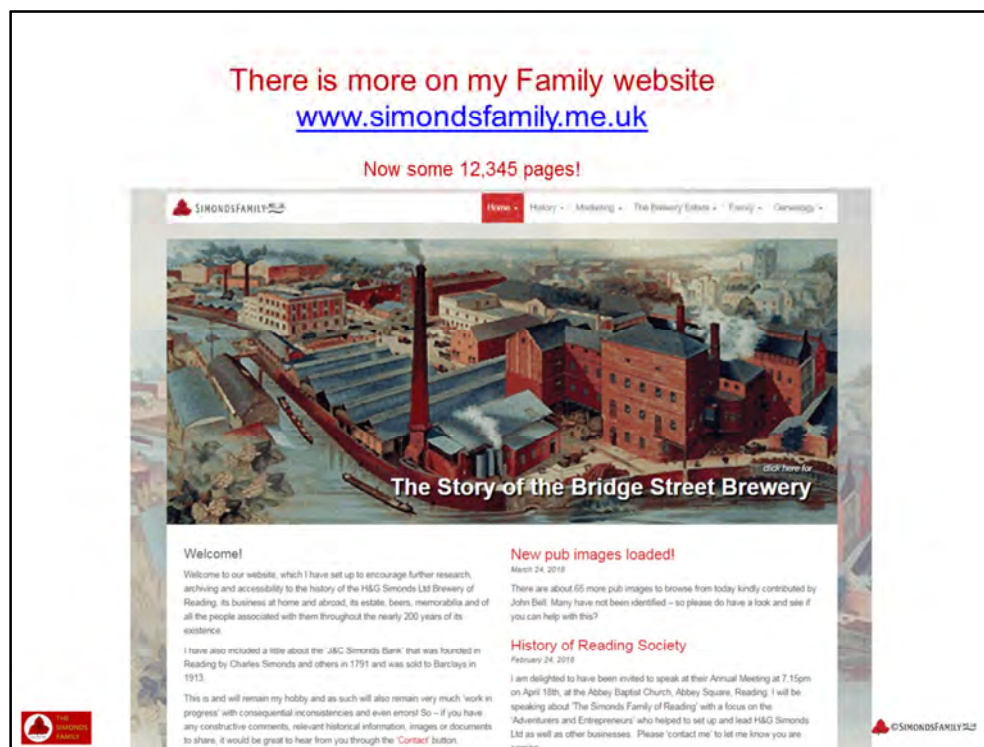 There is more on my Family website
www.simondsfamily.me.uk
Now some 12,345 pages!
SIMONDSFAMILY
Home History Marketing The Brewery Estate Family Genealogy
click here for
The Story of the Bridge Street Brewery
Welcome!
Welcome to our website, which I have set up to encourage further research,
archiving and accessibility to the history of the H&G Simonds Ltd Brewery of
Reading, its business at home and abroad, its estate, beers, memorabilia and of
all the people associated with them throughout the nearly 200 years of its
existence.
I have also included a little about the 'J&C Simonds Bank' that was founded in
Reading by Charles Simonds and others in 1791 and was sold to Barclays in
1913.
This is and will remain my hobby and as such will also remain very much 'work in
progress' with consequential inconsistencies and even errors! So – if you have
any constructive comments, relevant historical information, images or documents
to share, it would be great to hear from you through the 'Contact' button.
New pub images loaded!
March 24, 2018
There are about 65 more pub images to browse from today kindly contributed by
John Bell. Many have not been identified – so please do have a look and see if
you can help with this?
History of Reading Society
February 24, 2018
I am delighted to have been invited to speak at their Annual Meeting at 7.15pm
on April 18th, at the Abbey Baptist Church, Abbey Square, Reading. I will be
speaking about 'The Simonds Family of Reading' with a focus on the
'Adventurers and Entrepreneurs' who helped to set up and lead H&G Simonds
Ltd as well as other businesses. Please 'contact me' to let me know you are
THE
SIMONDS
FAMILY
©SIMONDSFAMILY